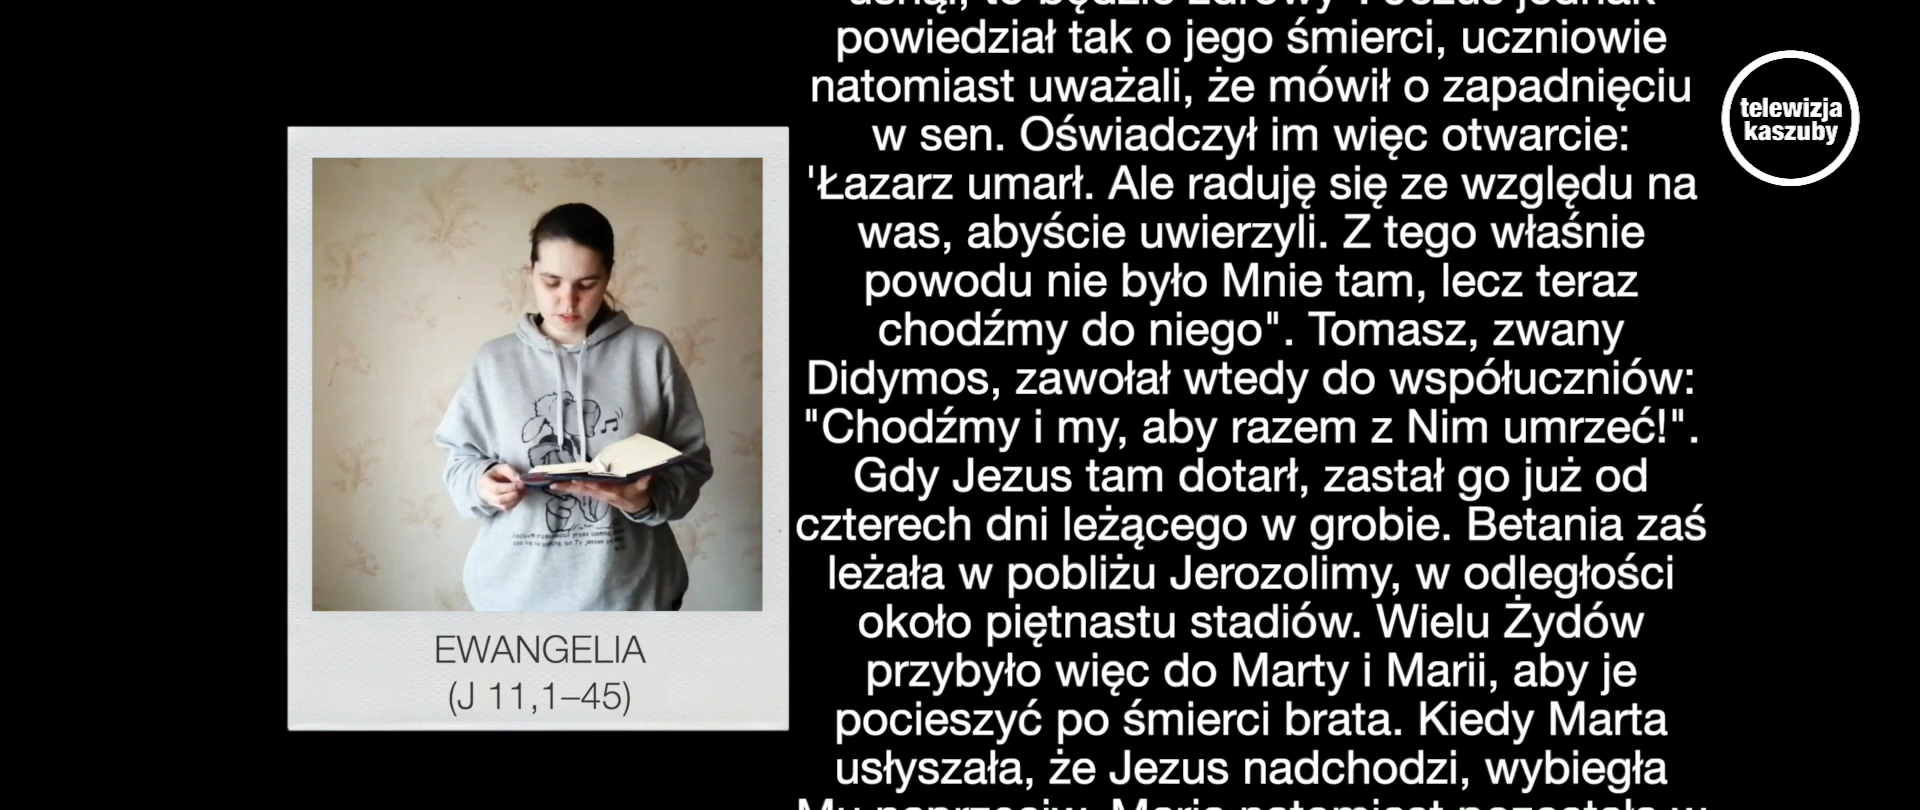 powiedział tak o jego śmierci, uczniowie
natomiast uważali, że mówił o zapadnięciu
w sen. Oświadczył im więc otwarcie:
'Łazarz umarł. Ale raduję się ze względu na
was, abyście uwierzyli. Z tego właśnie
powodu nie było Mnie tam, lecz teraz
chodźmy do niego". Tomasz, zwany
Didymos, zawołał wtedy do współuczniów:
"Chodźmy i my, aby razem z Nim umrzeć!".
Gdy Jezus tam dotarł, zastał go już od
czterech dni leżącego w grobie. Betania zaś
leżała w pobliżu Jerozolimy, w odległości
około piętnastu stadiów. Wielu Żydów
przybyło więc do Marty i Marii, aby je
pocieszyć po śmierci brata. Kiedy Marta
usłyszała, że Jezus nadchodzi, wybiegła
telewizja
kaszuby
EWANGELIA
(J 11,1–45)